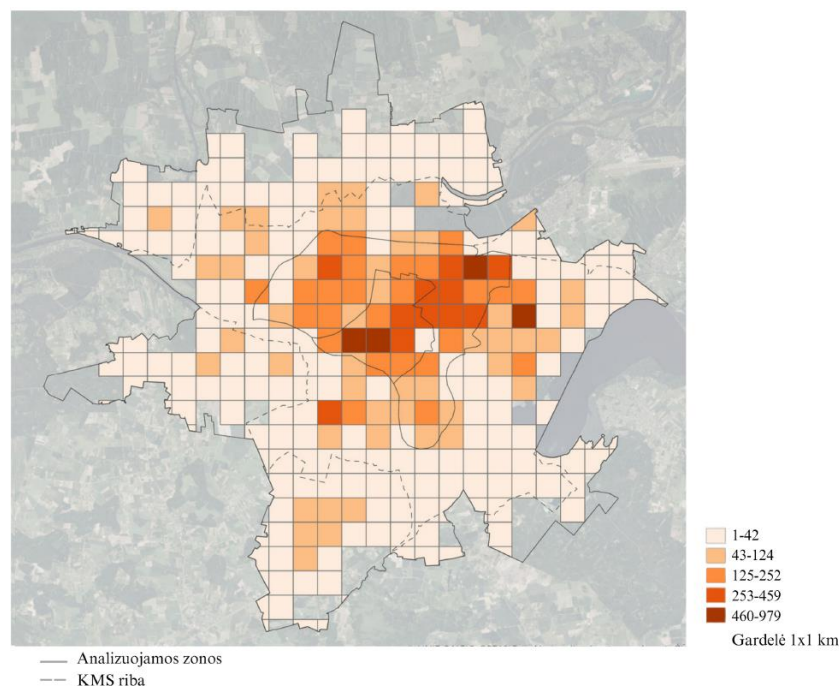 1-42
43-124
125-252
253-459
460-979
Gardelė 1x1 km
Analizuojamos zonos
KMS riba